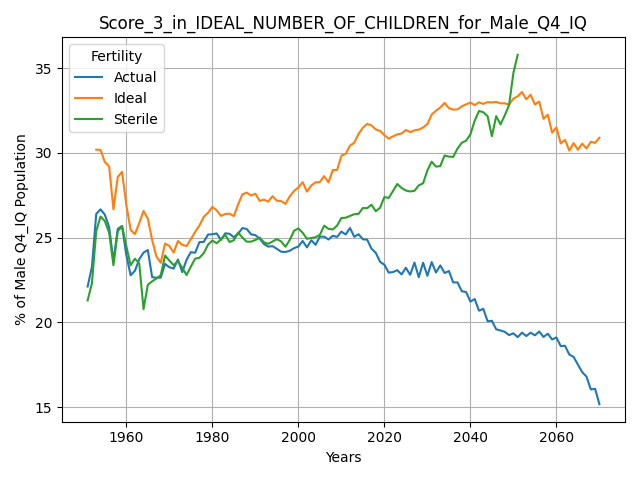 Score_3_in_IDEAL_NUMBER_OF_CHILDREN_for_Male_Q4_IQ
Fertility
Actual
Ideal
Sterile
% of Male Q4_IQ Population
35
30
25
20
15
1960
1980
2000
2020
2040
2060
Years